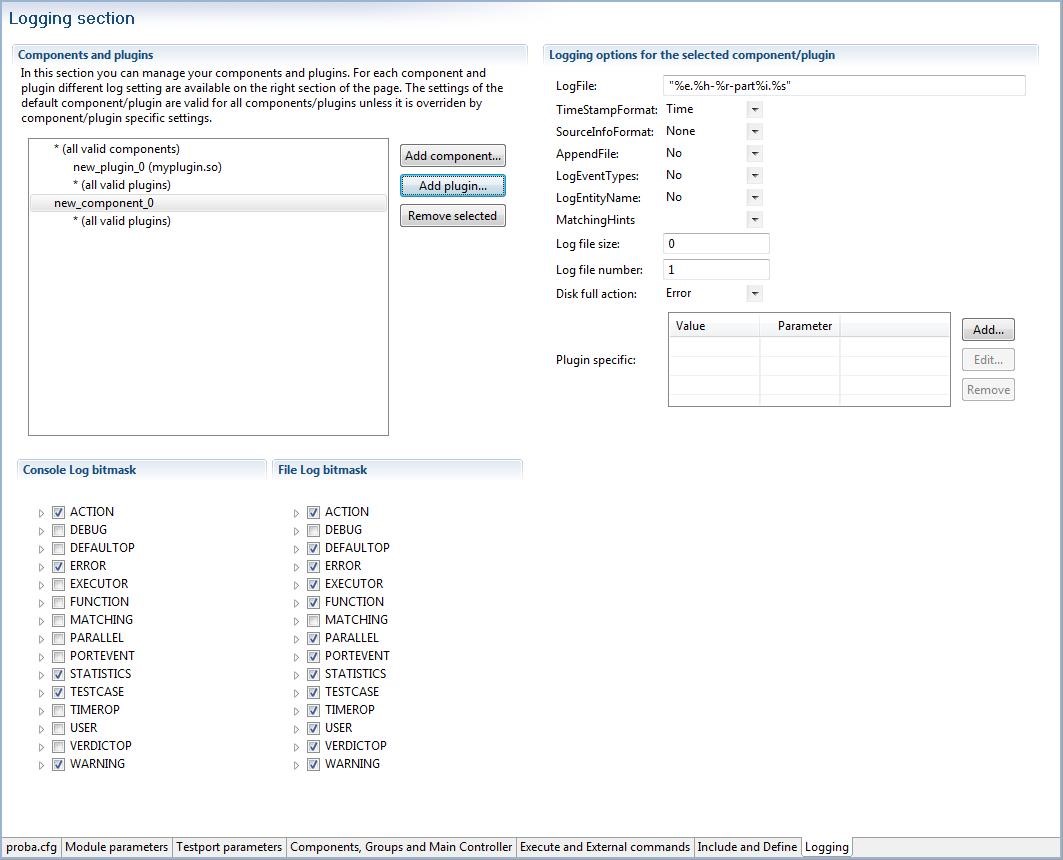 Logging section
Components and plugins
In this section you can manage your components and plugins. For each component and
plugin different log setting are available on the right section of the page. The settings of the
default component/plugin are valid for all components/plugins unless it is overriden by
component/plugin specific settings.
* (all valid components)
new_plugin_0 (myplugin.so)
* (all valid plugins)
new_component_0
* (all valid plugins)
Add component...
Add plugin...
Remove selected
Logging options for the selected component/plugin
LogFile: "%e.%h-%r-part%i.%s"
TimeStampFormat: Time
SourceInfoFormat: None
AppendFile: No
LogEventTypes: No
LogEntityName: No
MatchingHints
Log file size: 0
Log file number: 1
Disk full action: Error
Plugin specific:
Value Parameter
Add...
Edit...
Remove
Console Log bitmask
ACTION
DEBUG
DEFAULTOP
ERROR
EXECUTOR
FUNCTION
MATCHING
PARALLEL
PORTEVENT
STATISTICS
TESTCASE
TIMEROP
USER
VERDICTOP
WARNING
File Log bitmask
ACTION
DEBUG
DEFAULTOP
ERROR
EXECUTOR
FUNCTION
MATCHING
PARALLEL
PORTEVENT
STATISTICS
TESTCASE
TIMEROP
USER
VERDICTOP
WARNING
proba.cfg Module parameters Testport parameters Components, Groups and Main Controller Execute and External commands Include and Define Logging